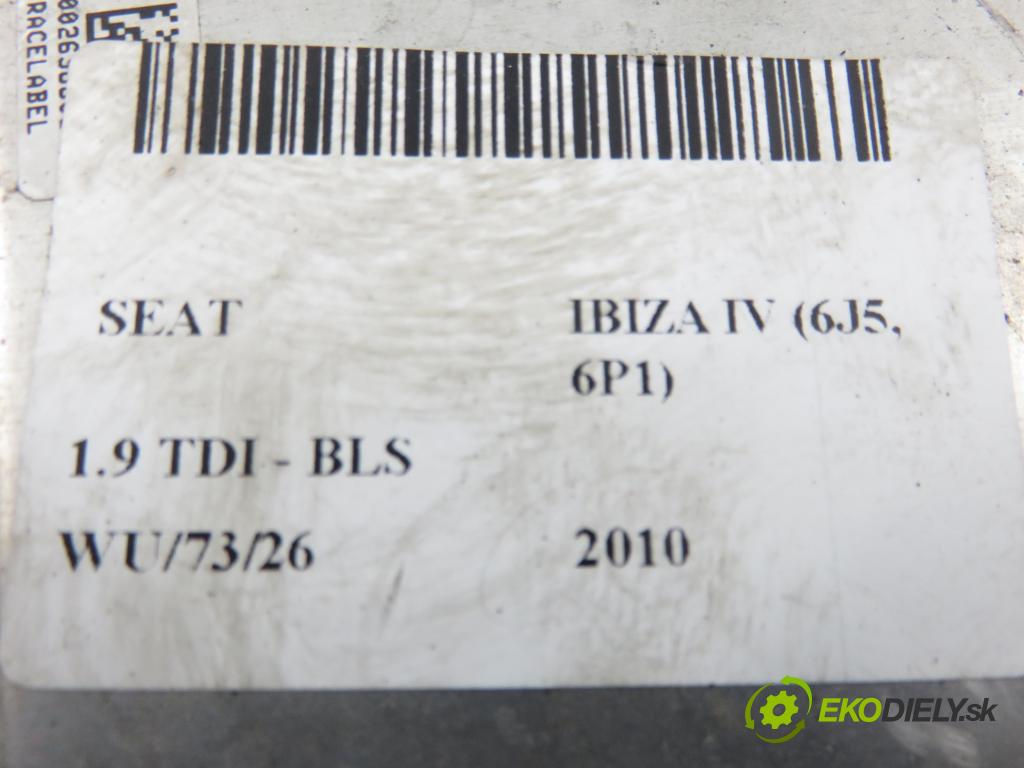 RACELABEL
SEAT IBIZA IV (6J5,
6P1)
1.9 TDI - BLS
WU/73/26 2010
EKODIELY.sk